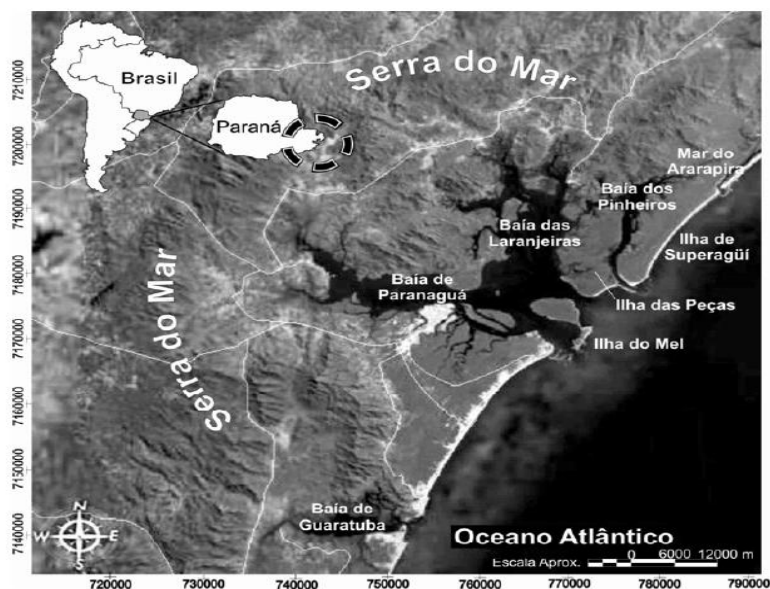 Brasil
Paraná
Serra do Mar
Serra do Mar
Mar do
Ararapira
Baía dos
Pinheiros
Baía das
Laranjeiras
Ilha de
Superagüí
Baía de
Paranaguá
Ilha das Peças
Ilha do Mel
Baía de
Guaratuba
Oceano Atlântico
Escala Aprox.
0 6000 12000 m
N
W E
S
7210000
7200000
7190000
7180000
7170000
7160000
7150000
7140000
720000 730000 740000 750000 760000 770000 780000 790000